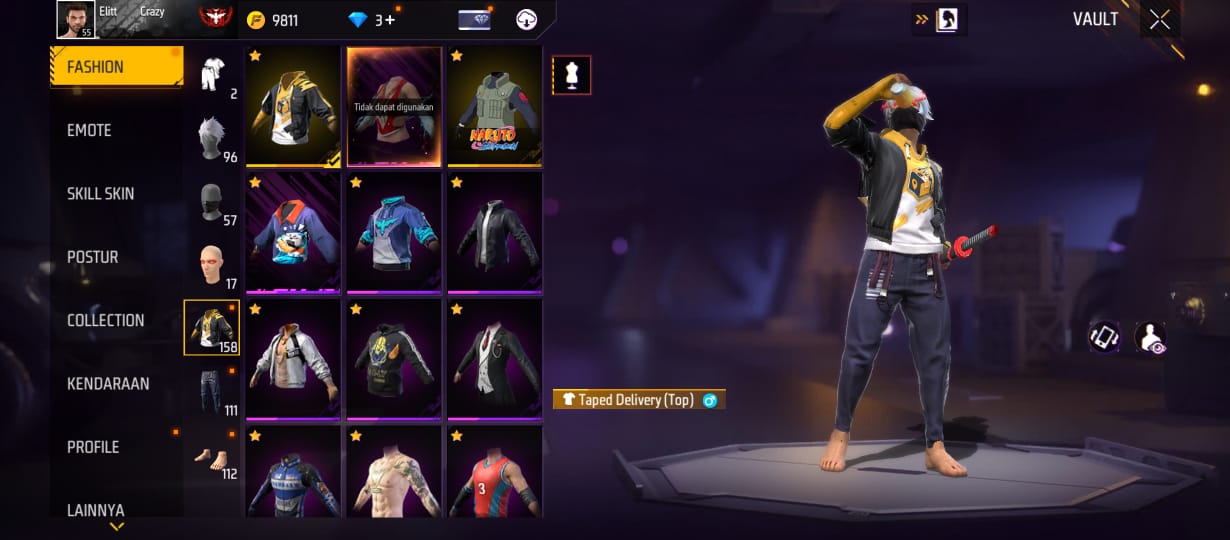 Elitt Crazy
55
9811
3+
VAULT
FASHION
EMOTE
SKILL SKIN
POSTUR
COLLECTION
KENDARAAN
PROFILE
LAINNYA
2
96
57
17
158
111
112
Tidak dapat digunakan
NARUTO
SHIPPUDEN
3
Taped Delivery (Top)